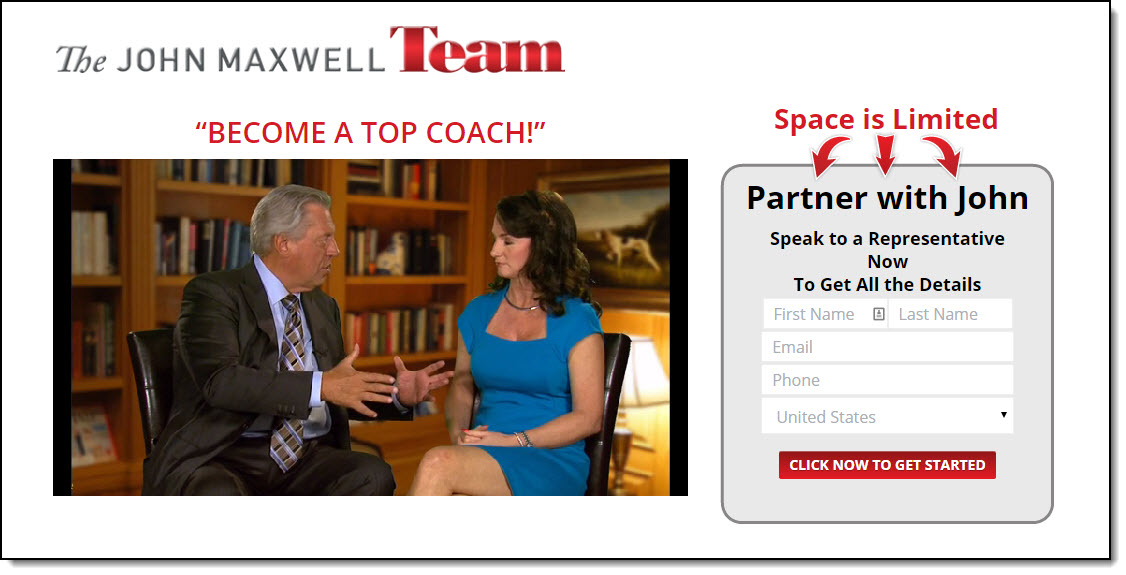 The JOHN MAXWELL Team
“BECOME A TOP COACH!”
Space is Limited
Partner with John
Speak to a Representative
Now
To Get All the Details
First Name Last Name
Email
Phone
United States
CLICK NOW TO GET STARTED